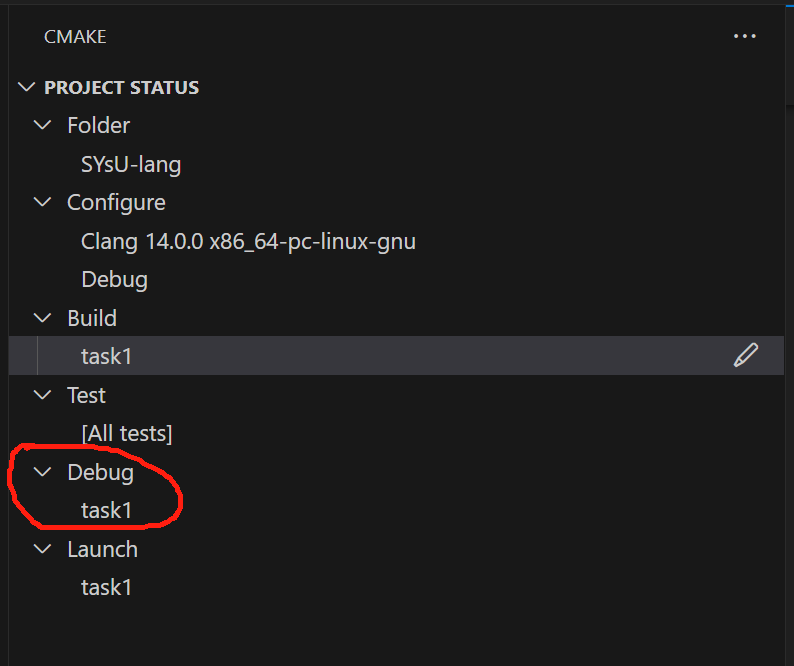 CMAKE
PROJECT STATUS
Folder
SYsU-lang
Configure
Clang 14.0.0 x86_64-pc-linux-gnu
Debug
Build
task1
Test
[All tests]
Debug
task1
Launch
task1